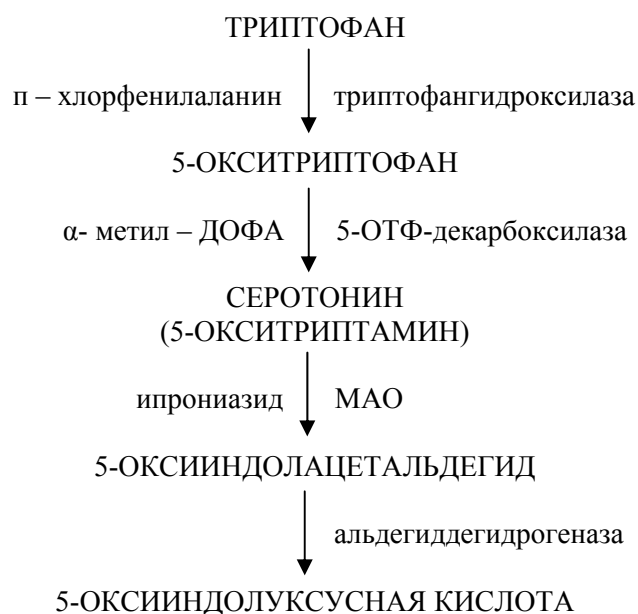 ТРИПТОФАН
п – хлорфенилаланин триптофангидроксилаза
5-ОКСИТРИПТОФАН
α- метил – ДОФА 5-ОТФ-декарбоксилаза
СЕРОТОНИН
(5-ОКСИТРИПТАМИН)
ипрониазид МАО
5-ОКСИИНДОЛАЦЕТАЛЬДЕГИД
альдегиддегидрогеназа
5-ОКСИИНДОЛУКСУСНАЯ КИСЛОТА